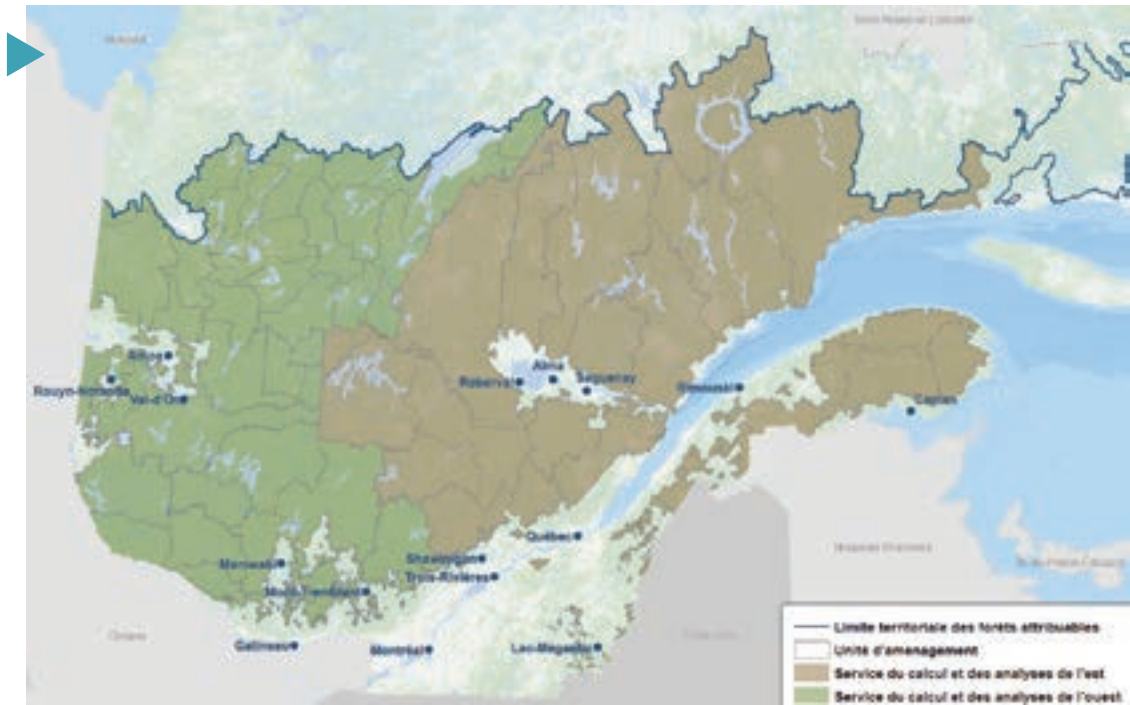 Ontario
Amos
Rouyn-Noranda
Val-d'Or
Roberval
Alma
Saguenay
Rimouski
Caplan
Québec
Shawinigan
Trois-Rivières
Maniwaki
Mont-Tremblant
Gatineau
Montréal
Lac-Mégantic
Limite territoriale des forêts attribuables
Unité d'aménagement
Service du calcul et des analyses de l'est
Service du calcul et des analyses de l'ouest